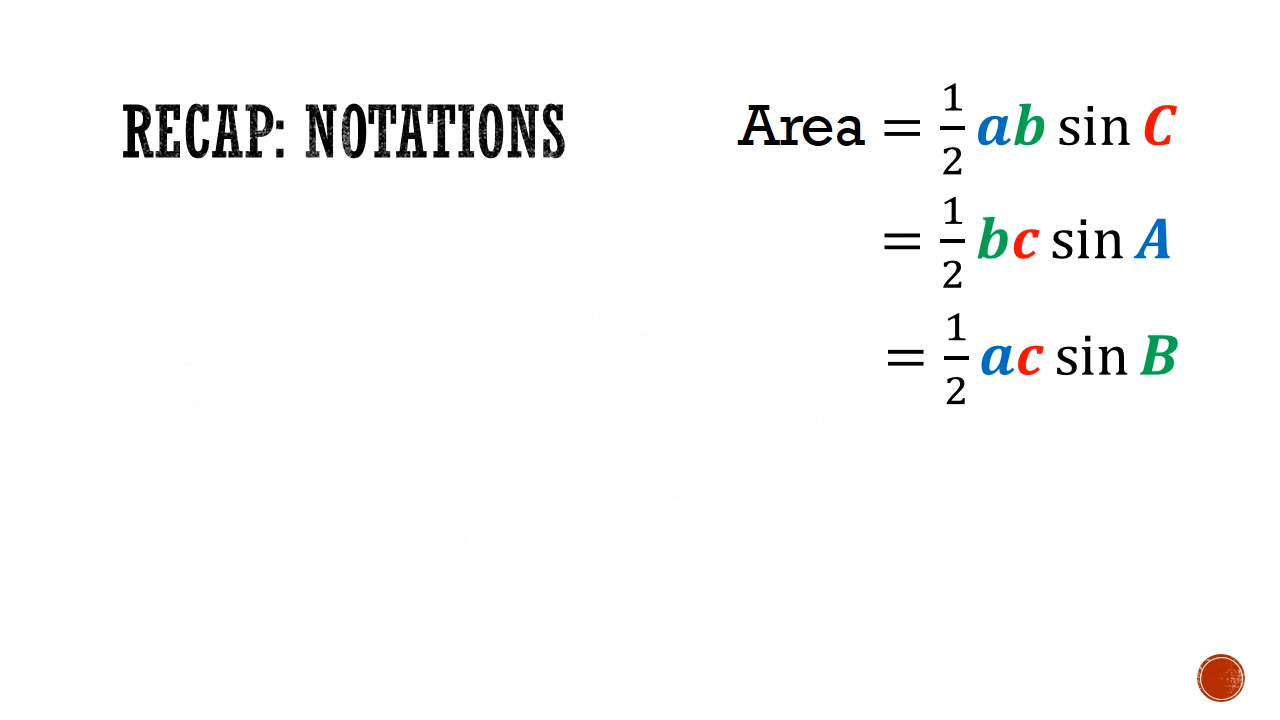 RECAP: NOTATIONS
Area = 1/2 ab sin C
= 1/2 bc sin A
= 1/2 ac sin B